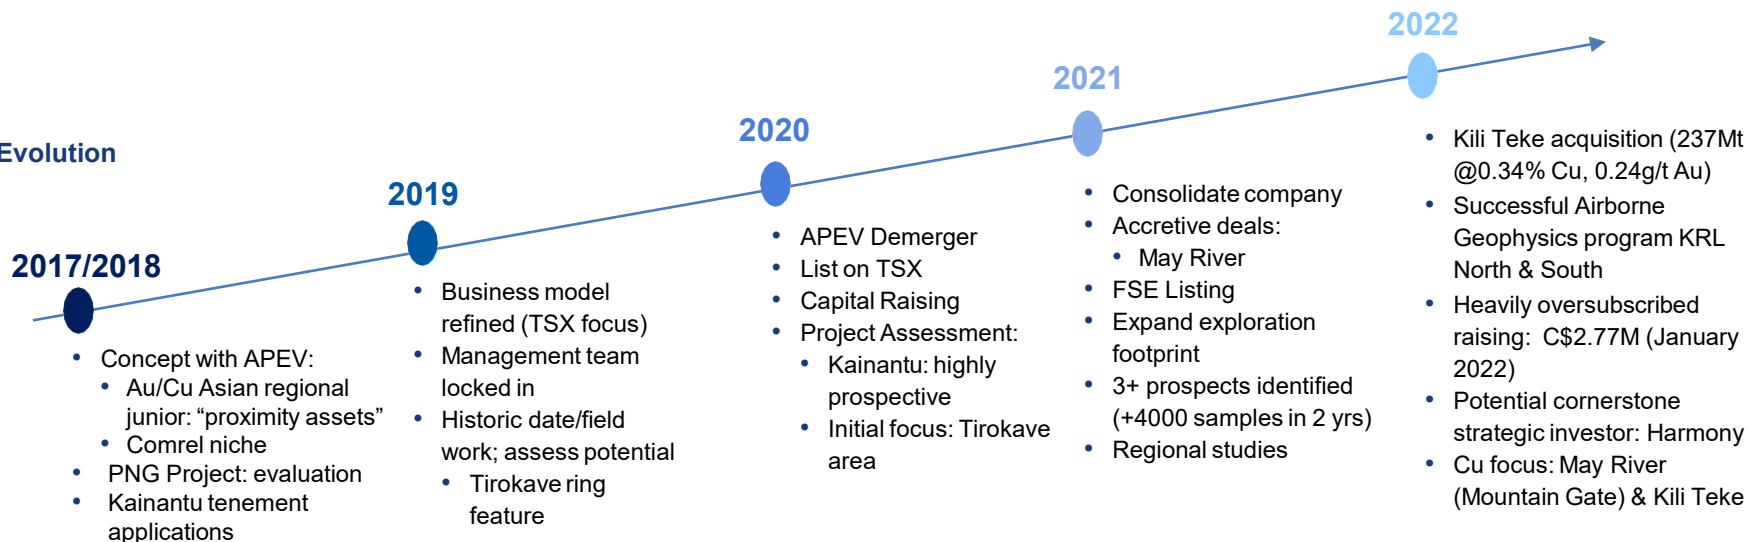 Evolution
2017/2018
• Concept with APEV:
• Au/Cu Asian regional
junior: “proximity assets”
• Comrel niche
• PNG Project: evaluation
• Kainantu tenement
applications
2019
• Business model
refined (TSX focus)
• Management team
locked in
• Historic date/field
work; assess potential
• Tirokave ring
feature
2020
• APEV Demerger
• List on TSX
• Capital Raising
• Project Assessment:
• Kainantu: highly
prospective
• Initial focus: Tirokave
area
2021
• Consolidate company
• Accretive deals:
• May River
• FSE Listing
• Expand exploration
footprint
• 3+ prospects identified
(+4000 samples in 2 yrs)
• Regional studies
2022
• Kili Teke acquisition (237Mt
@0.34% Cu, 0.24g/t Au)
• Successful Airborne
Geophysics program KRL
North & South
• Heavily oversubscribed
raising: C$2.77M (January
2022)
• Potential cornerstone
strategic investor: Harmony
• Cu focus: May River
(Mountain Gate) & Kili Teke